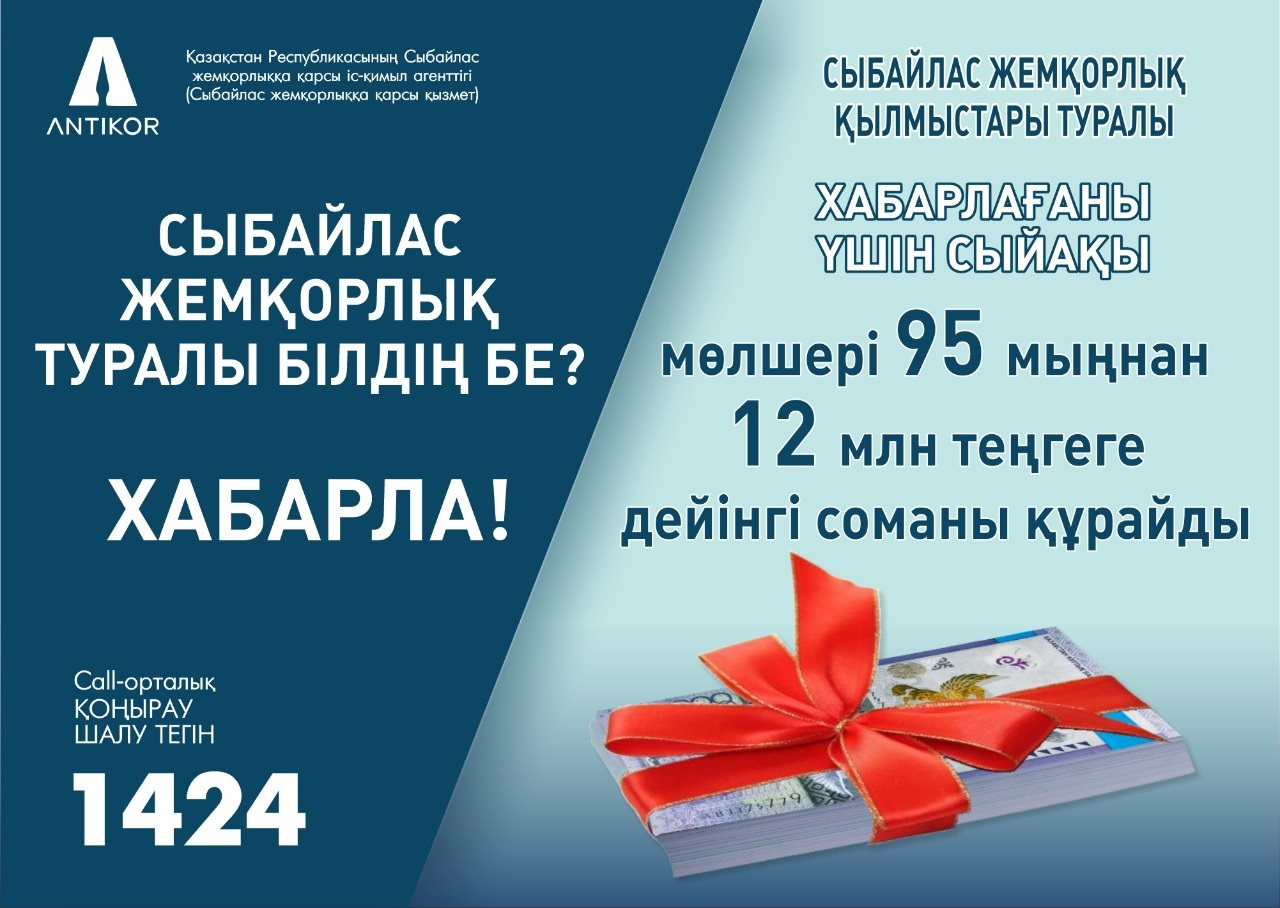 ANTIKOR
Қазақстан Республикасының Сыбайлас
жемқорлыққа қарсы іс-қимыл агенттігі
(Сыбайлас жемқорлыққа қарсы қызмет)
СЫБАЙЛАС
ЖЕМҚОРЛЫҚ
ТУРАЛЫ БІЛДІҢ БЕ?
ХАБАРЛА!
Call-орталық
ҚОҢЫРАУ
ШАЛУ ТЕГІН
1424
СЫБАЙЛАС ЖЕМҚОРЛЫҚ
ҚЫЛМЫСТАРЫ ТУРАЛЫ
ХАБАРЛАҒАНЫ
ҮШІН СЫЙАҚЫ
мөлшері 95 мыңнан
12 млн теңгеге
дейінгі соманы құрайды